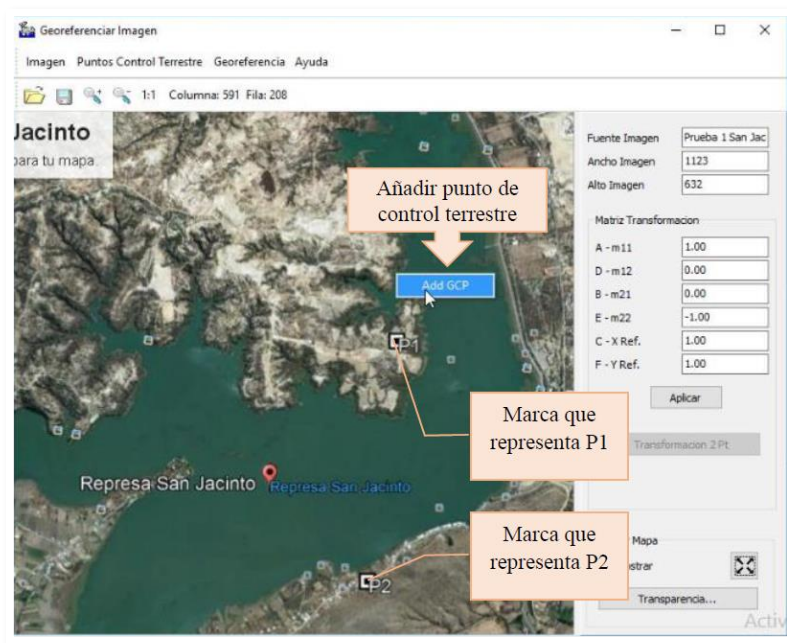 Georeferenciar Imagen
Imagen Puntos Control Terrestre Georeferencia Ayuda
1:1 Columna: 591 Fila: 208
Jacinto
para tu mapa
Añadir punto de
control terrestre
Add GCP
P1
Marca que
representa P1
Represa San Jacinto
Represa San Jacinto
Marca que
representa P2
P2
Fuente Imagen Prueba 1 San Jac
Ancho Imagen 1123
Alto Imagen 632
Matriz Transformacion
A - m11 1.00
D - m12 0.00
B - m21 0.00
E - m22 -1.00
C - X Ref. 1.00
F - Y Ref. 1.00
Aplicar
Transformacion 2 Pt
Mapa
strar
Transparencia...
Activ